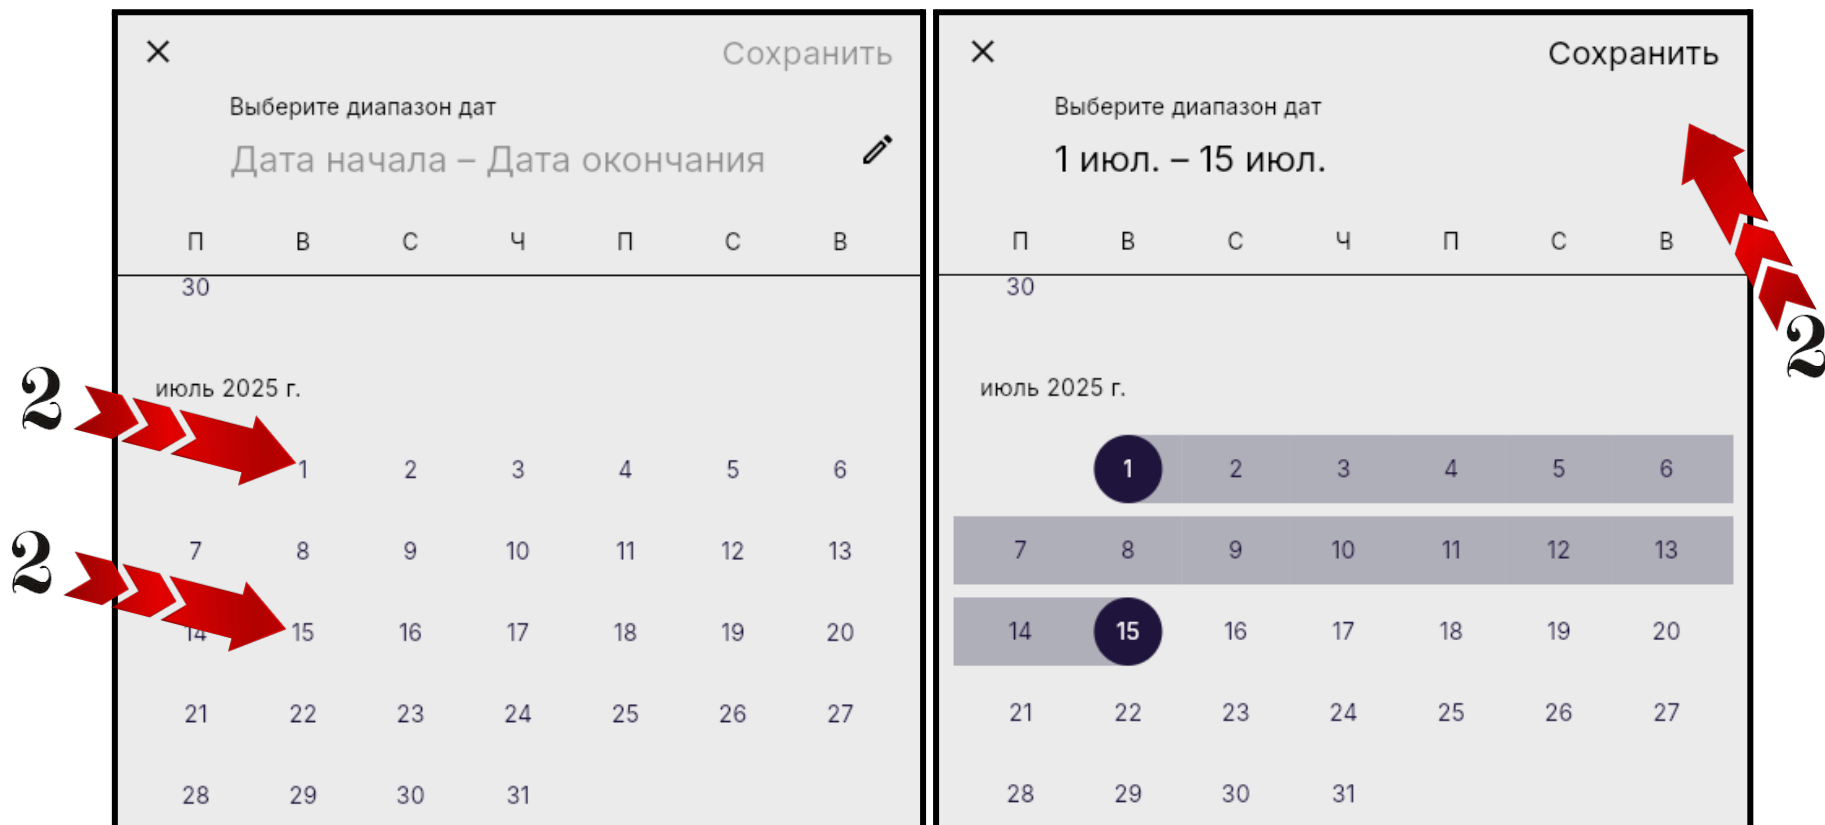 Сохранить
Выберите диапазон дат
Дата начала – Дата окончания
П В С Ч П С В
30
июль 2025 г.
2
1 2 3 4 5 6
7 8 9 10 11 12 13
2
14 15 16 17 18 19 20
21 22 23 24 25 26 27
28 29 30 31
Сохранить
Выберите диапазон дат
1 июл. – 15 июл.
П В С Ч П С В
30
2
июль 2025 г.
1 2 3 4 5 6
7 8 9 10 11 12 13
14 15 16 17 18 19 20
21 22 23 24 25 26 27
28 29 30 31